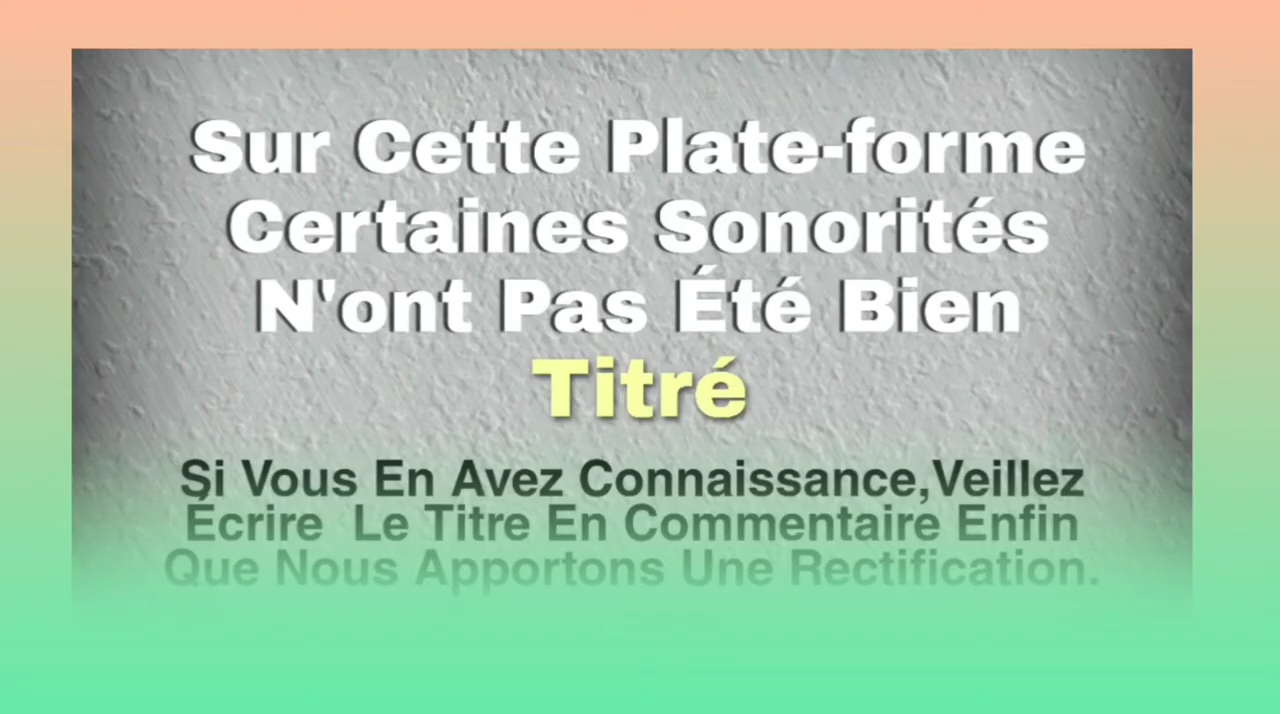 Sur Cette Plate-forme
Certaines Sonorités
N'ont Pas Été Bien
Titré
Si Vous En Avez Connaissance,Veillez
Écrire Le Titre En Commentaire Enfin
Que Nous Apportons Une Rectification.